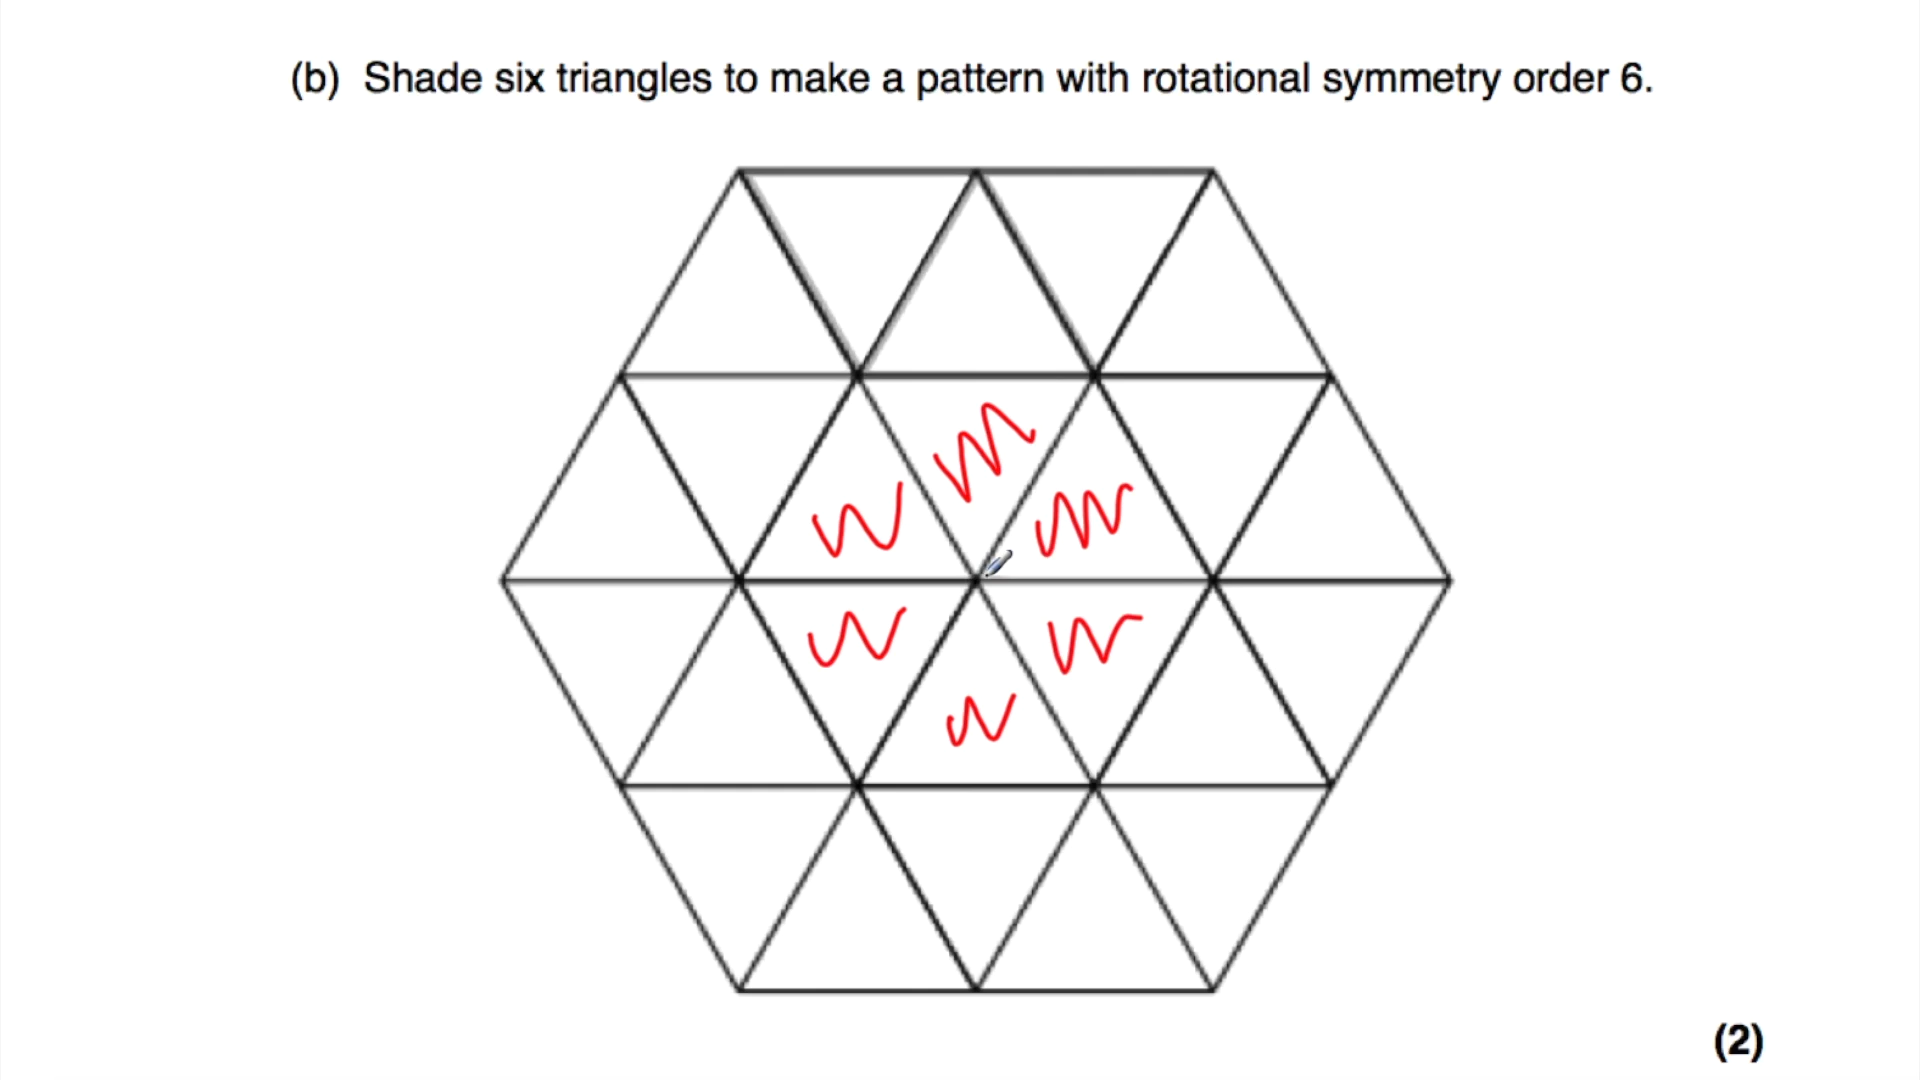 (b) Shade six triangles to make a pattern with rotational symmetry order 6.
(2)